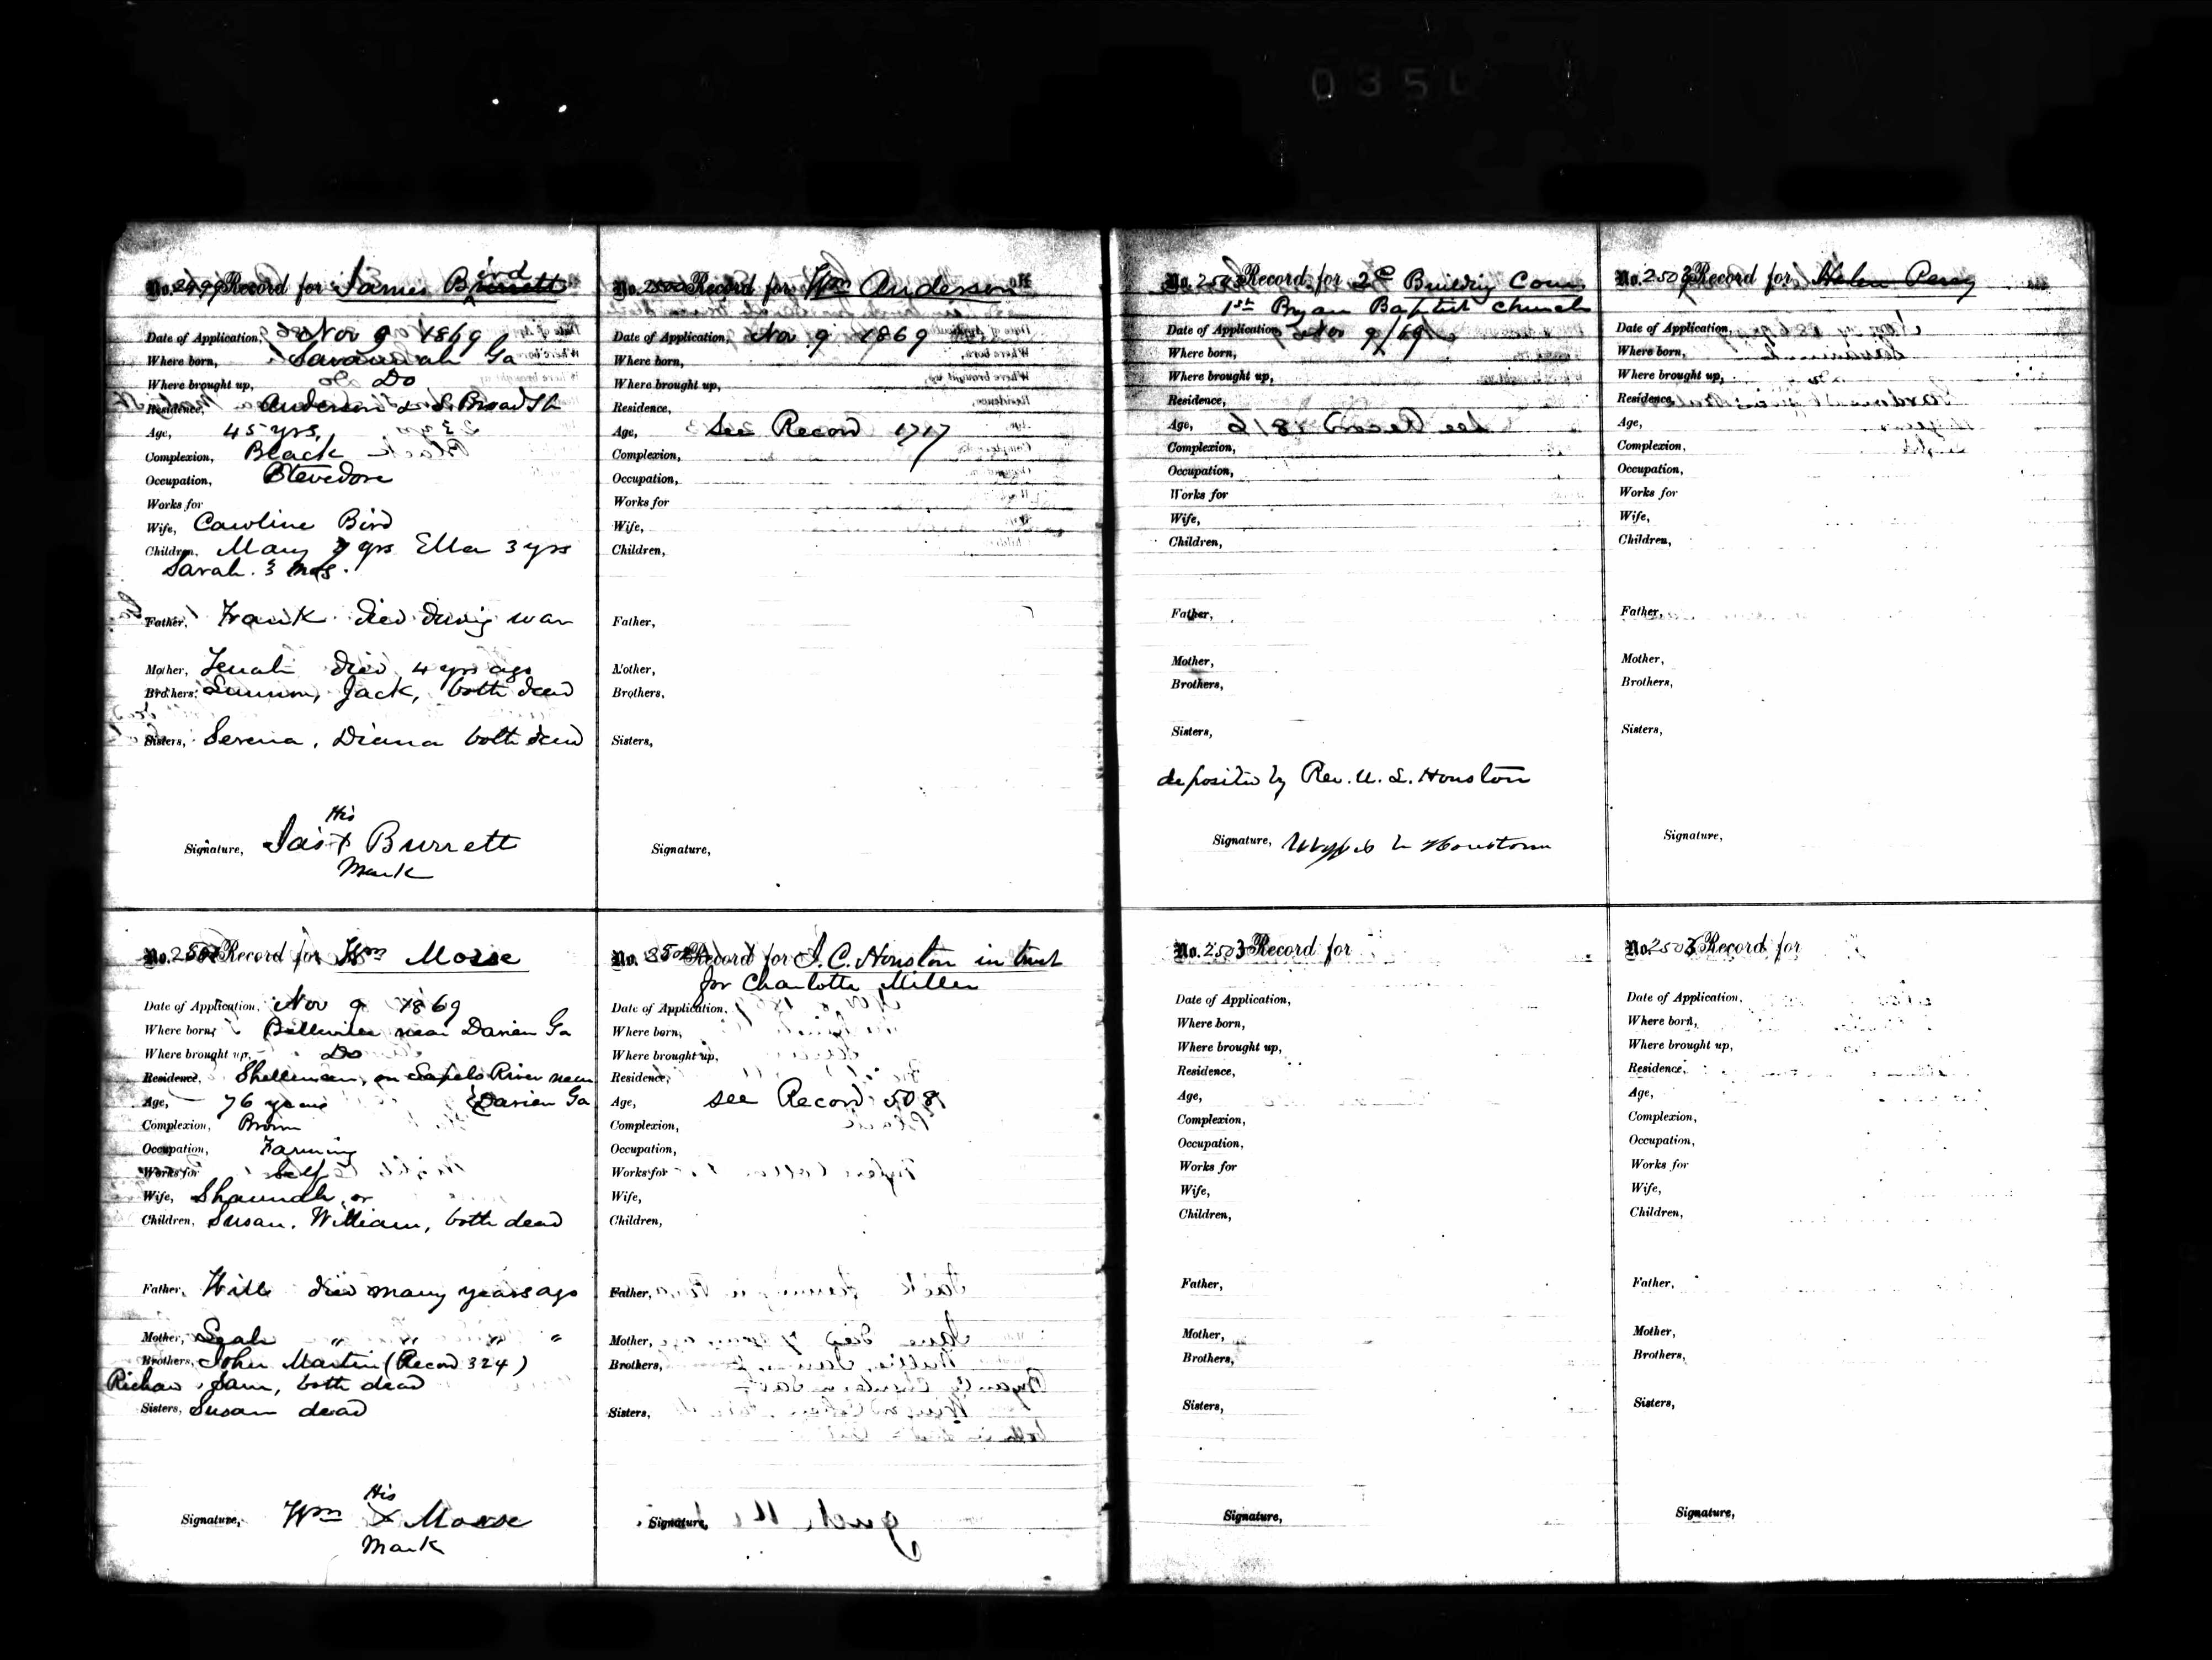 0350
No. 2499 Record for James Bird Burrett
Date of Application, Nov 9 1869
Where born, Savannah Ga
Where brought up, Do
Residence, Anderson & E. Broad St
Age, 45 yrs.
Complexion, Black
Occupation, Stevedore
Works for
Wife, Caroline Bird
Children, Mary 7 yrs Ella 3 yrs
Sarah. 3 mos.
Father, Frank died during war
Mother, died 4 yrs ago
Brothers, Jack, both dead
Sisters, Serena, Diana both dead
His
Signature, Jas X Burrett
Mark
No. 2500 Record for Wm Anderson
Date of Application, Nov 9 1869
Where born,
Where brought up,
Residence,
Age, See Record 1717
Complexion,
Occupation,
Works for
Wife,
Children,
Father,
Mother,
Brothers,
Sisters,
Signature,
No. 2501 Record for Wm Morse
Date of Application, Nov 9 1869
Where born, near Darien Ga
Where brought up, Do
Residence, Shellman, on Sapelo River near
Age, 76 years Darien Ga
Complexion, Brown
Occupation, Farming
Works for Self
Wife, Shaundh, or
Children, Susan, William, both dead
Father, Will died many years ago
Mother, Leah " " " "
Brothers, John Martin (Record 324)
Richard Sam, both dead
Sisters, Susan dead
His
Signature, Wm X Morse
Mark
No. 2502 Record for J. C. Houston in trust
for Charlotte Miller
Date of Application,
Where born,
Where brought up,
Residence,
Age, see Record 508
Complexion,
Occupation,
Works for
Wife,
Children,
Father,
Mother,
Brothers,
Sisters,
Signature,
No. 2503 Record for 2d Building Com
1st Bryan Baptist Church
Date of Application, Nov 9/69
Where born,
Where brought up,
Residence,
Age,
Complexion,
Occupation,
Works for
Wife,
Children,
Father,
Mother,
Brothers,
Sisters,
deposited by Rev. U. L. Houston
Signature, Ulysses L Houston
No. 2503 Record for Helen Percy
Date of Application,
Where born,
Where brought up,
Residence,
Age,
Complexion,
Occupation,
Works for
Wife,
Children,
Father,
Mother,
Brothers,
Sisters,
Signature,
No. 2503 Record for
Date of Application,
Where born,
Where brought up,
Residence,
Age,
Complexion,
Occupation,
Works for
Wife,
Children,
Father,
Mother,
Brothers,
Sisters,
Signature,
No. 2503 Record for
Date of Application,
Where born,
Where brought up,
Residence,
Age,
Complexion,
Occupation,
Works for
Wife,
Children,
Father,
Mother,
Brothers,
Sisters,
Signature,